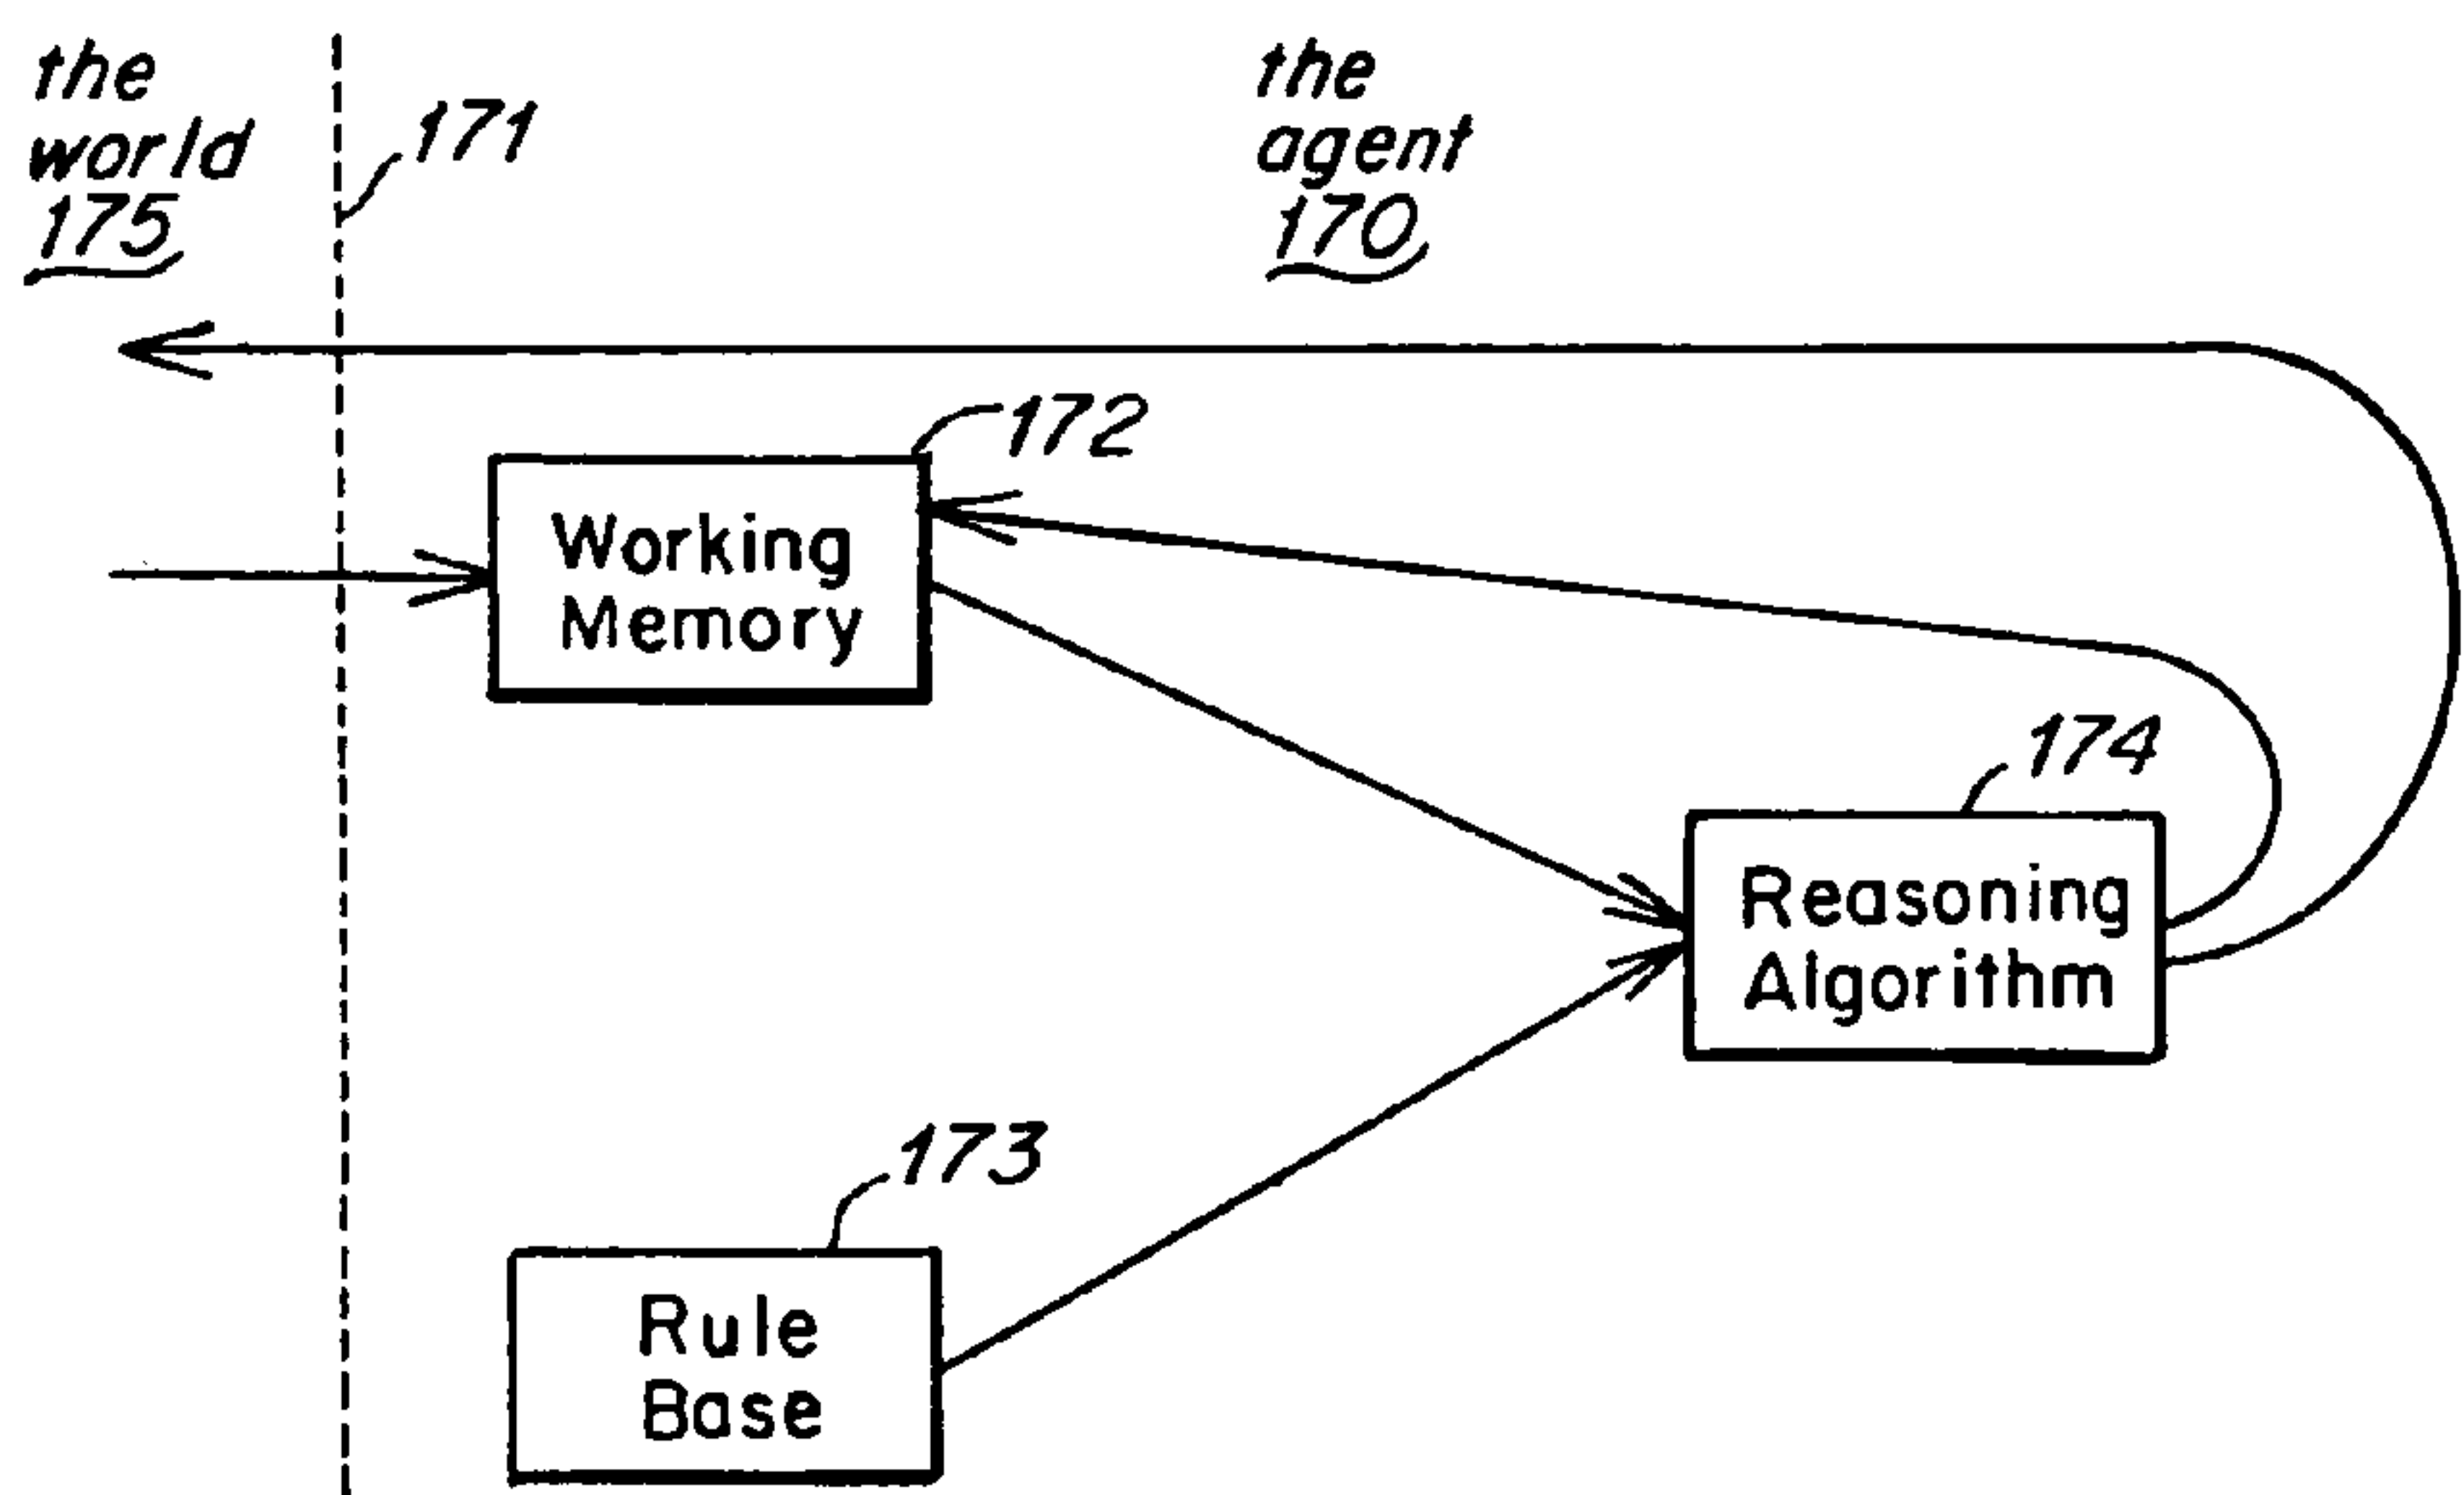 the
world
175
171
the
agent
170
172
Working
Memory
174
Reasoning
Algorithm
173
Rule
Base